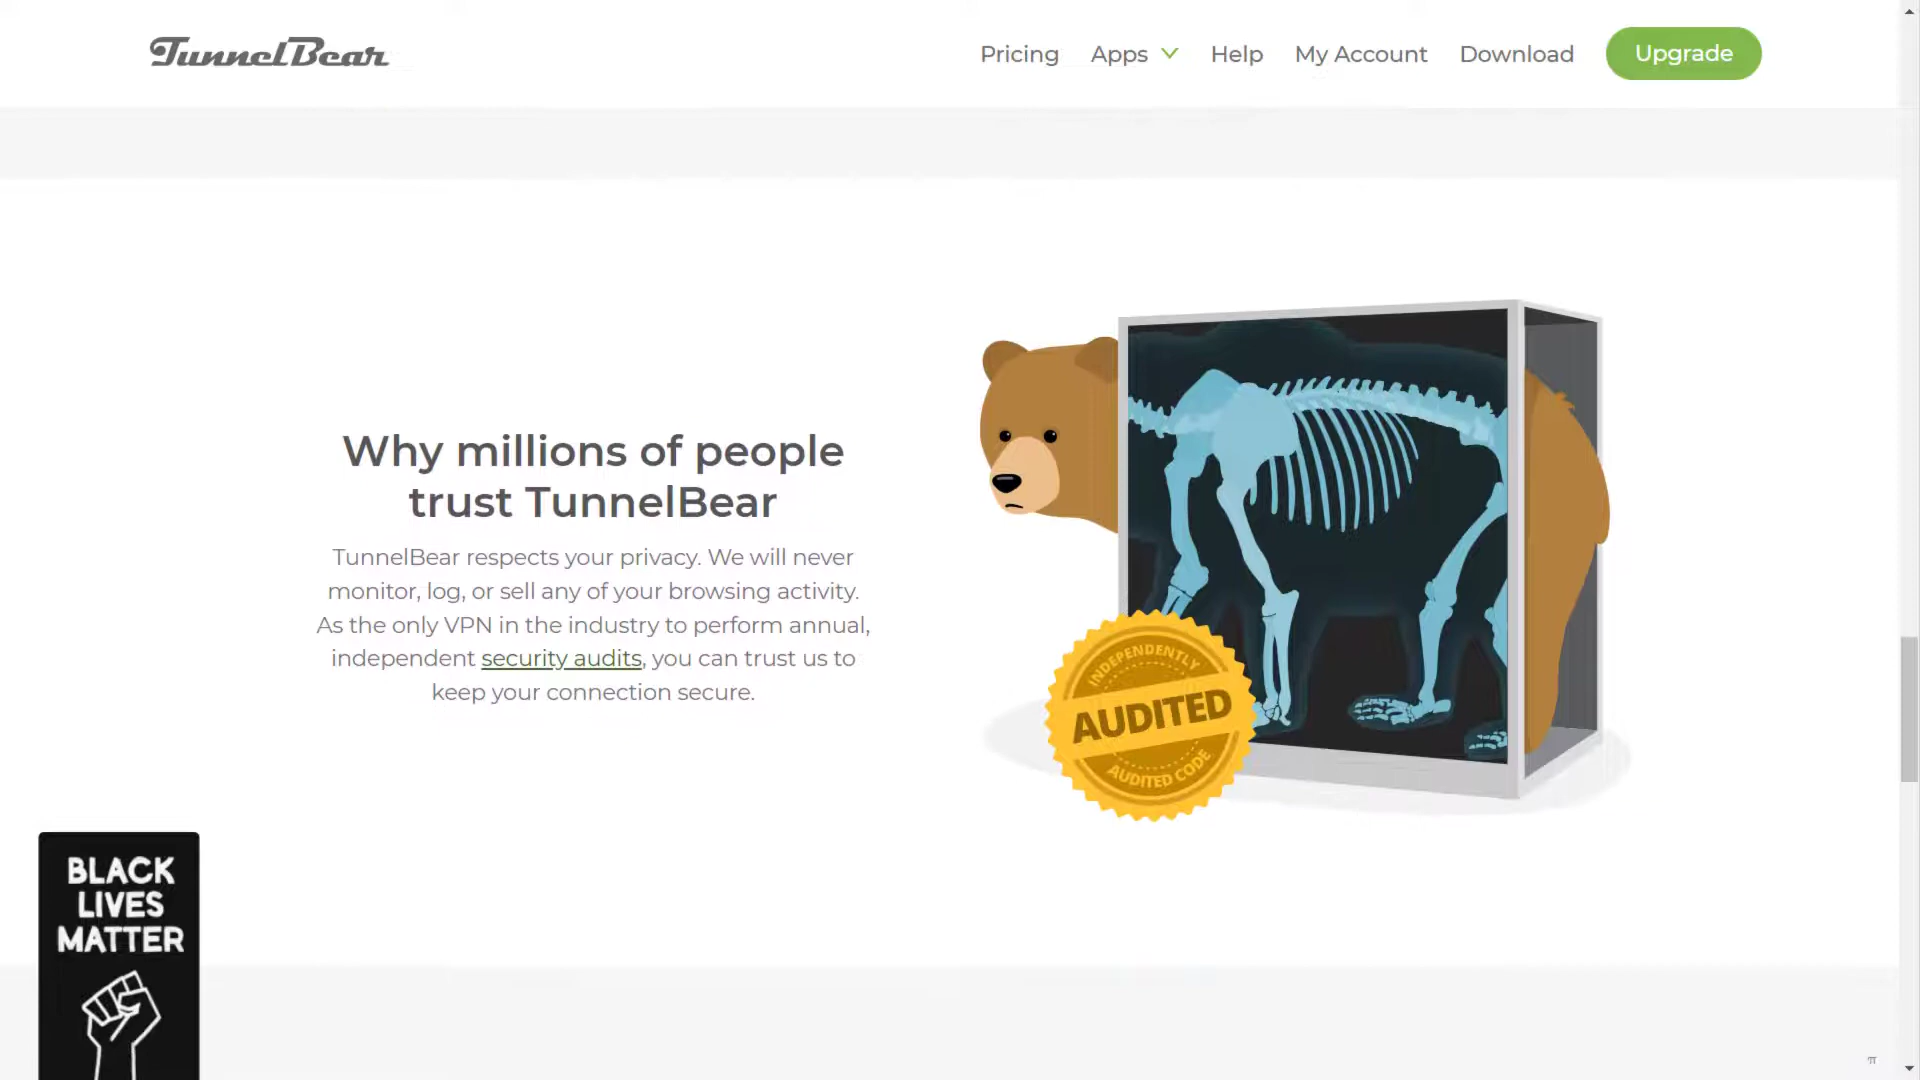 TunnelBear
Pricing Apps Help My Account Download Upgrade
Why millions of people
trust TunnelBear
TunnelBear respects your privacy. We will never
monitor, log, or sell any of your browsing activity.
As the only VPN in the industry to perform annual,
independent security audits, you can trust us to
keep your connection secure.
INDEPENDENTLY
AUDITED
AUDITED CODE
BLACK
LIVES
MATTER
π